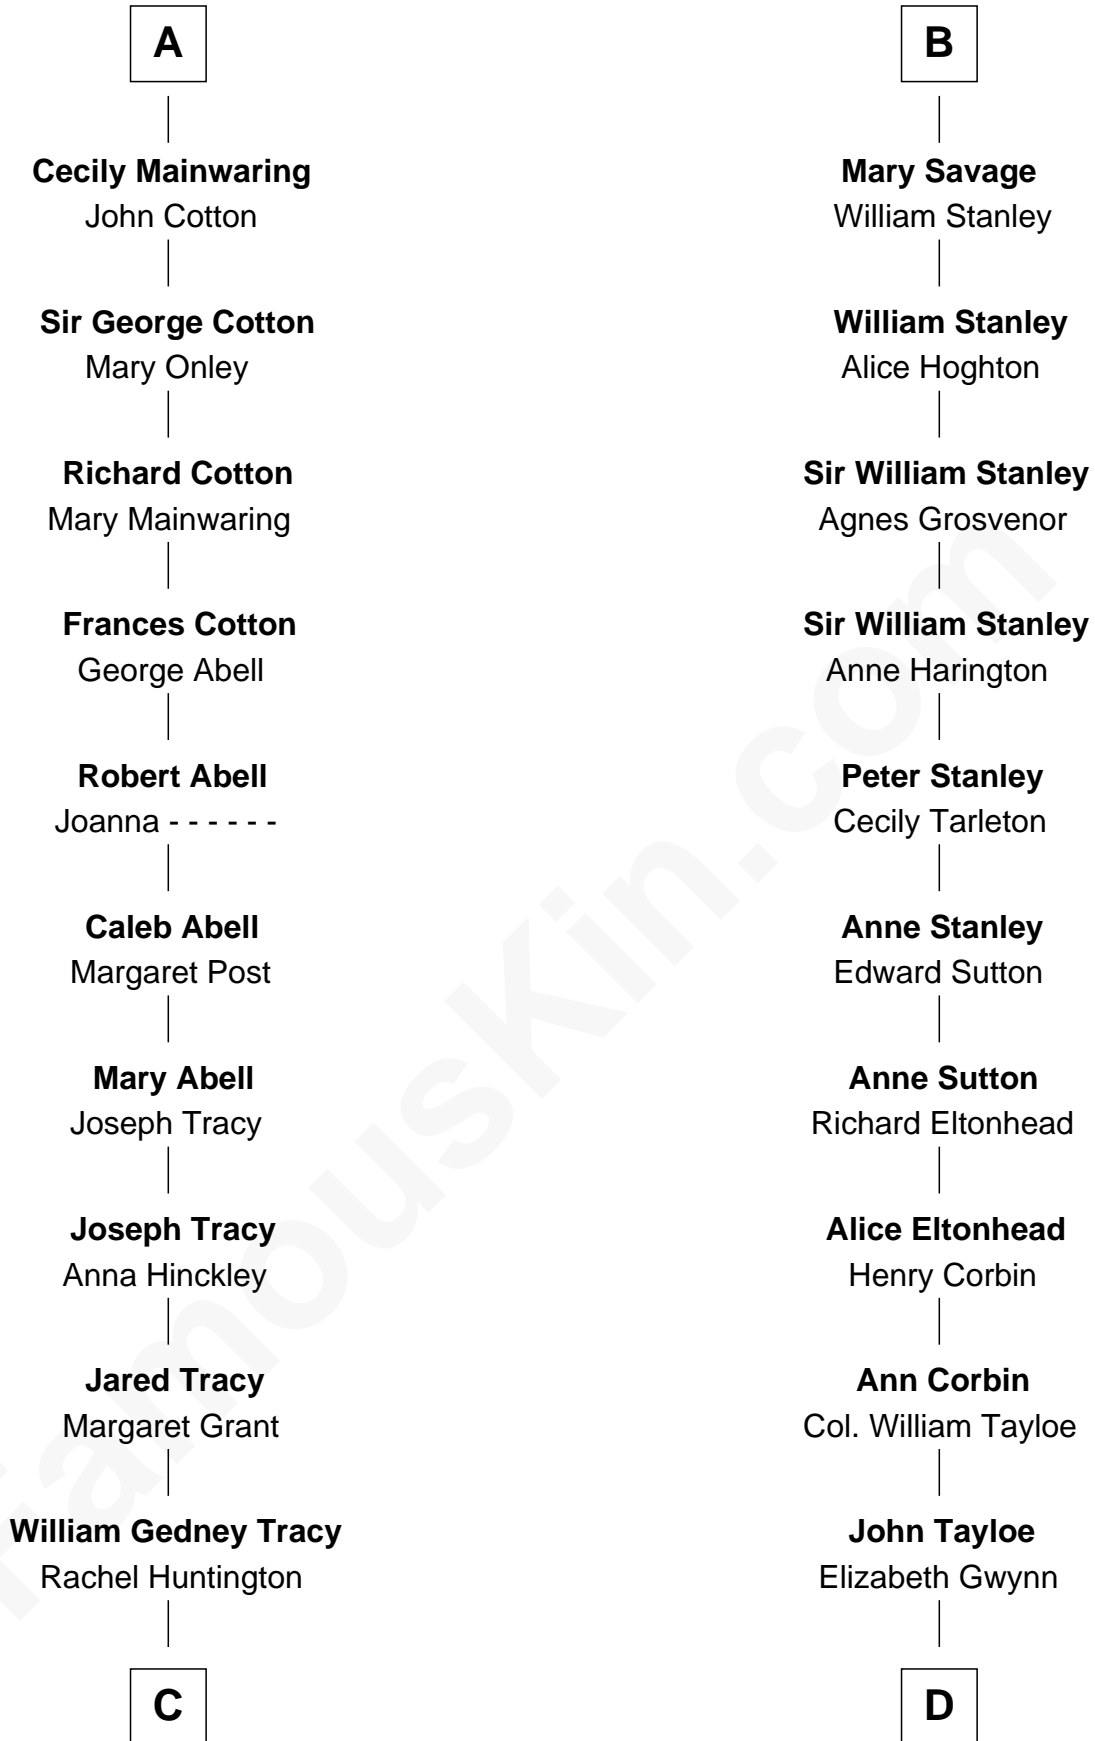 A
Cecily Mainwaring
John Cotton
Sir George Cotton
Mary Onley
Richard Cotton
Mary Mainwaring
Frances Cotton
George Abell
Robert Abell
Joanna - - - - - -
Caleb Abell
Margaret Post
Mary Abell
Joseph Tracy
Joseph Tracy
Anna Hinckley
Jared Tracy
Margaret Grant
William Gedney Tracy
Rachel Huntington
C
B
Mary Savage
William Stanley
William Stanley
Alice Hoghton
Sir William Stanley
Agnes Grosvenor
Sir William Stanley
Anne Harington
Peter Stanley
Cecily Tarleton
Anne Stanley
Edward Sutton
Anne Sutton
Richard Eltonhead
Alice Eltonhead
Henry Corbin
Ann Corbin
Col. William Tayloe
John Tayloe
Elizabeth Gwynn
D
FamousKin.com